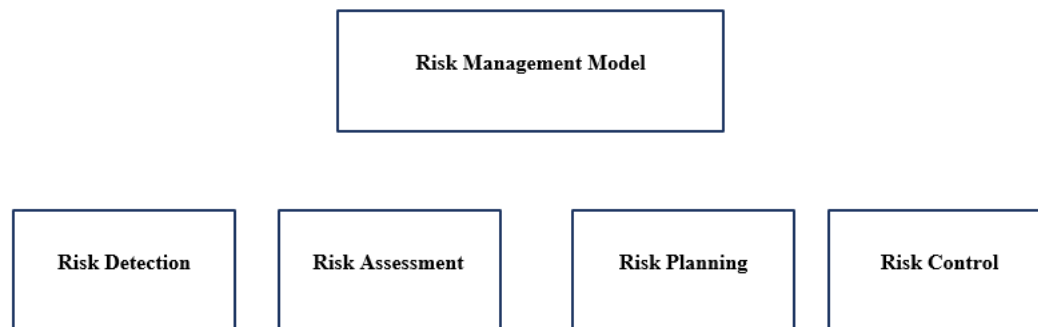 Risk Management Model
Risk Detection
Risk Assessment
Risk Planning
Risk Control